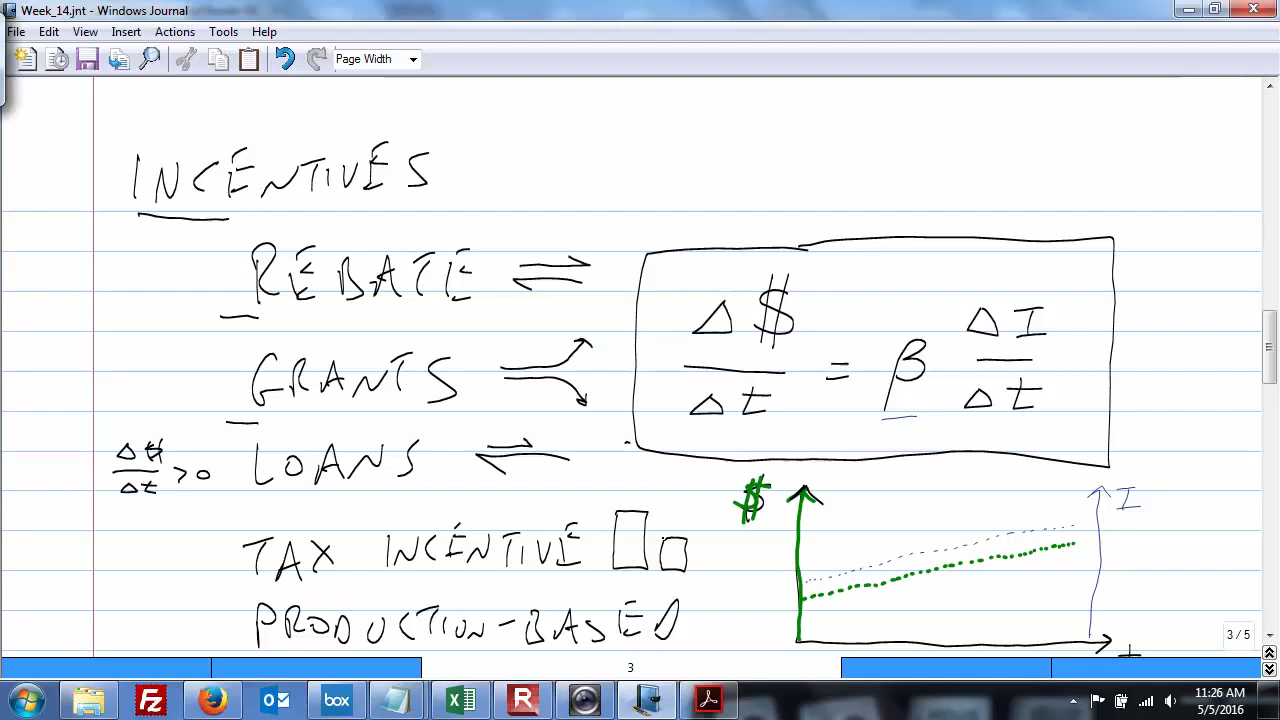 Week_14.jnt - Windows Journal
File Edit View Insert Actions Tools Help
Page Width
INCENTIVES
REBATE ⇌
GRANTS
LOANS ⇌
Δ$/Δt > 0
TAX INCENTIVE
PRODUCTION-BASED
Δ$/Δt = β ΔI/Δt
$
I
t
3 / 5
3
box
R
11:26 AM
5/5/2016